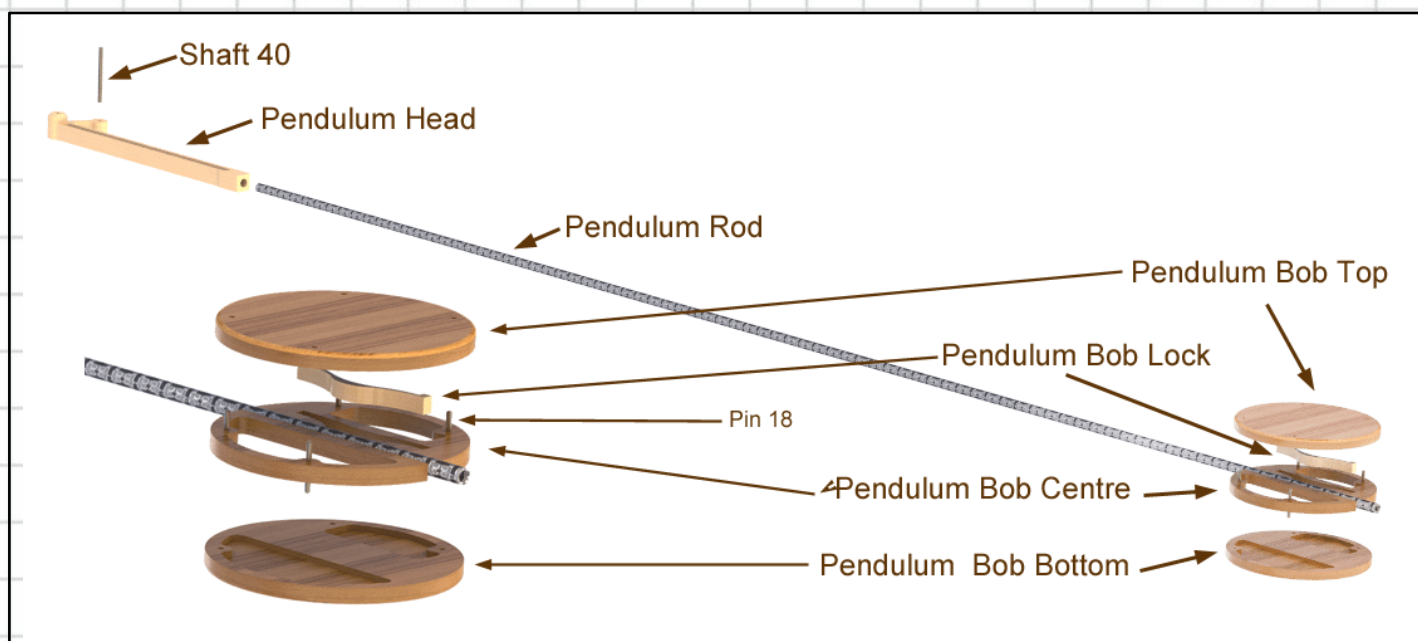 Shaft 40
Pendulum Head
Pendulum Rod
Pendulum Bob Top
Pendulum Bob Lock
Pin 18
Pendulum Bob Centre
Pendulum  Bob Bottom